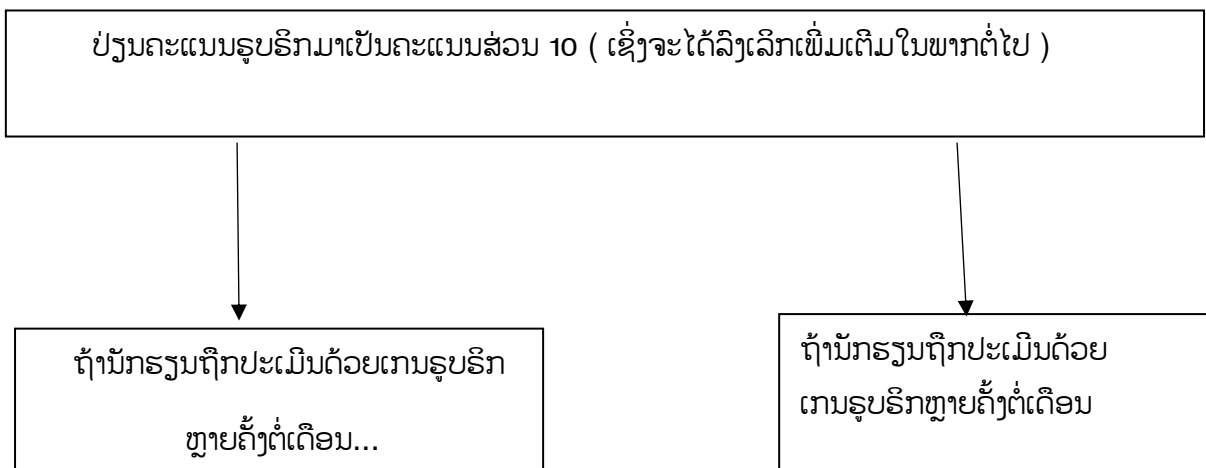 ປ່ຽນຄະແນນຣູບຣິກມາເປັນຄະແນນສ່ວນ 10 ( ເຊິ່ງຈະໄດ້ລົງເລິກເພີ່ມເຕີມໃນພາກຕໍ່ໄປ )
ຖ້ານັກຮຽນຖືກປະເມີນດ້ວຍເກນຣູບຣິກ
ຫຼາຍຄັ້ງຕໍ່ເດືອນ...
ຖ້ານັກຮຽນຖືກປະເມີນດ້ວຍ
ເກນຣູບຣິກຫຼາຍຄັ້ງຕໍ່ເດືອນ